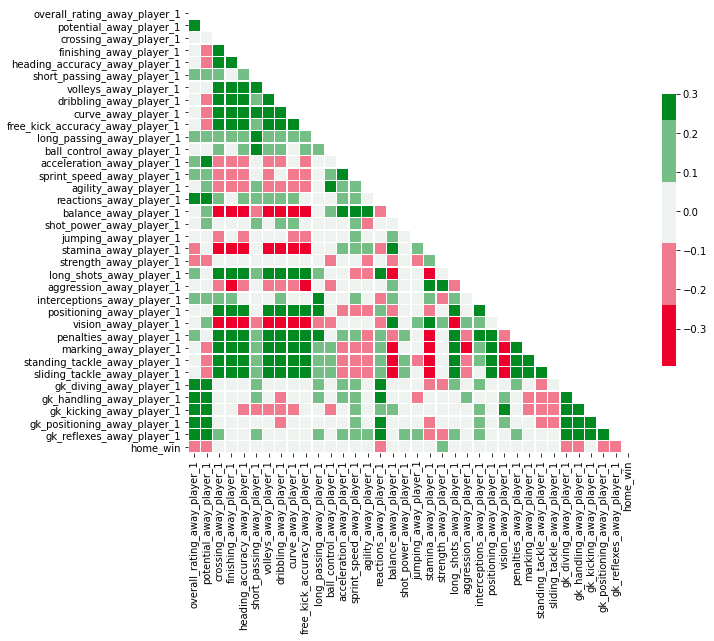 overall_rating_away_player_1
potential_away_player_1
crossing_away_player_1
finishing_away_player_1
heading_accuracy_away_player_1
short_passing_away_player_1
volleys_away_player_1
dribbling_away_player_1
curve_away_player_1
free_kick_accuracy_away_player_1
long_passing_away_player_1
ball_control_away_player_1
acceleration_away_player_1
sprint_speed_away_player_1
agility_away_player_1
reactions_away_player_1
balance_away_player_1
shot_power_away_player_1
jumping_away_player_1
stamina_away_player_1
strength_away_player_1
long_shots_away_player_1
aggression_away_player_1
interceptions_away_player_1
positioning_away_player_1
vision_away_player_1
penalties_away_player_1
marking_away_player_1
standing_tackle_away_player_1
sliding_tackle_away_player_1
gk_diving_away_player_1
gk_handling_away_player_1
gk_kicking_away_player_1
gk_positioning_away_player_1
gk_reflexes_away_player_1
home_win
overall_rating_away_player_1
potential_away_player_1
crossing_away_player_1
finishing_away_player_1
heading_accuracy_away_player_1
short_passing_away_player_1
volleys_away_player_1
dribbling_away_player_1
curve_away_player_1
free_kick_accuracy_away_player_1
long_passing_away_player_1
ball_control_away_player_1
acceleration_away_player_1
sprint_speed_away_player_1
agility_away_player_1
reactions_away_player_1
balance_away_player_1
shot_power_away_player_1
jumping_away_player_1
stamina_away_player_1
strength_away_player_1
long_shots_away_player_1
aggression_away_player_1
interceptions_away_player_1
positioning_away_player_1
vision_away_player_1
penalties_away_player_1
marking_away_player_1
standing_tackle_away_player_1
sliding_tackle_away_player_1
gk_diving_away_player_1
gk_handling_away_player_1
gk_kicking_away_player_1
gk_positioning_away_player_1
gk_reflexes_away_player_1
home_win
0.3
0.2
0.1
0.0
−0.1
−0.2
−0.3